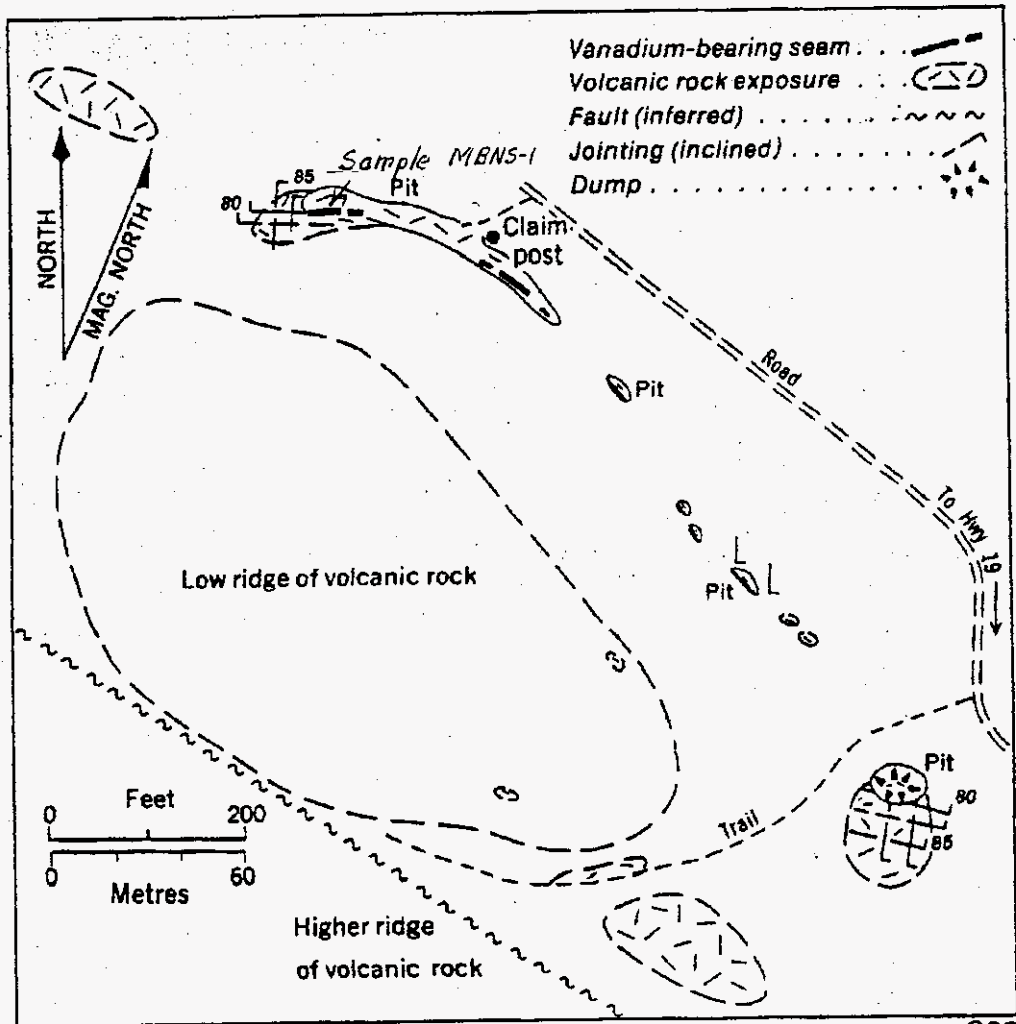 Vanadium-bearing seam . . .
Volcanic rock exposure . . .
Fault (inferred) . . . . . . .
Jointing (inclined) . . . . . . .
Dump . . . . . . . . . . . . . .
NORTH
MAG. NORTH
Sample MBNS-1
85
80
Pit
Claim
post
Pit
Road
To Hwy 19
Low ridge of volcanic rock
Pit
Pit
80
85
Trail
Feet
0 200
0 60
Metres
Higher ridge
of volcanic rock